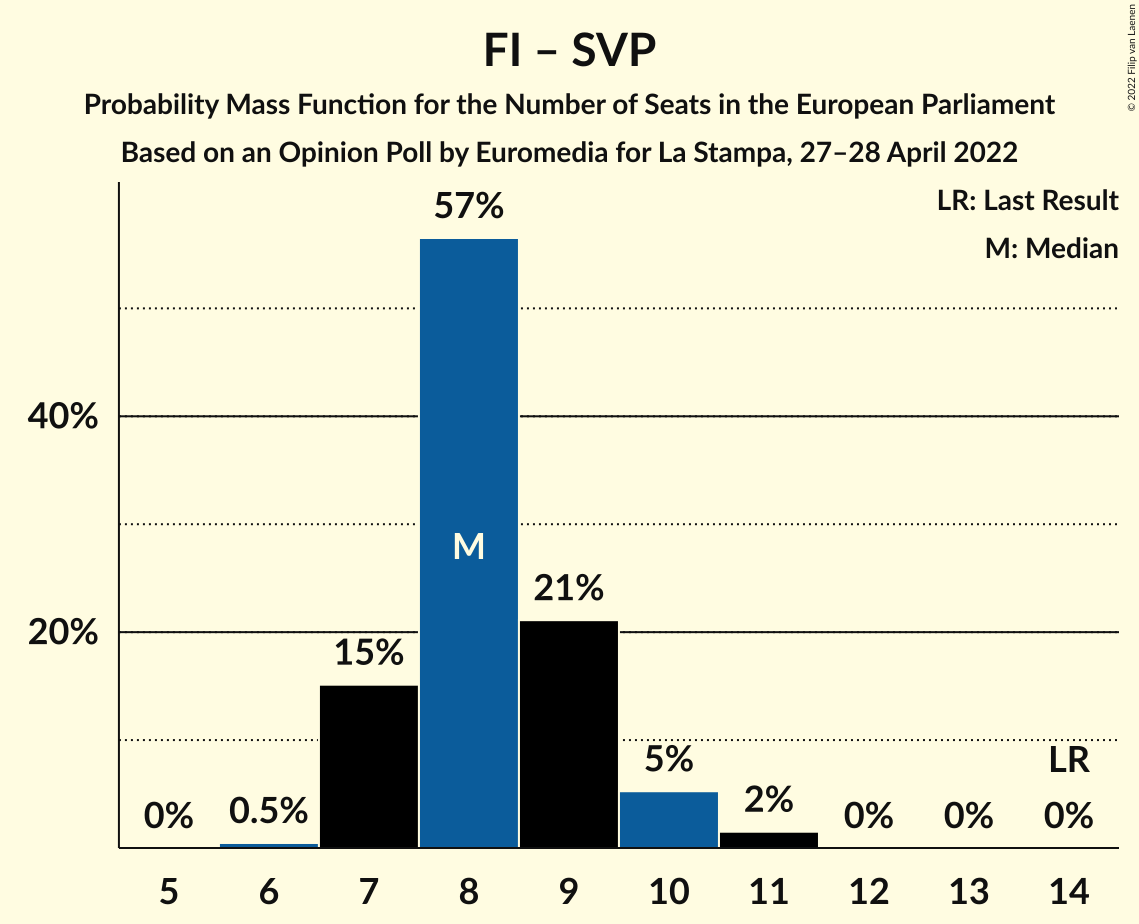 FI – SVP
Probability Mass Function for the Number of Seats in the European Parliament
Based on an Opinion Poll by Euromedia for La Stampa, 27–28 April 2022
© 2022 Filip van Laenen
LR: Last Result
M: Median
57%
40%
M
21%
20%
15%
5%
LR
2%
0%
0.5%
0%
0%
0%
5 6 7 8 9 10 11 12 13 14